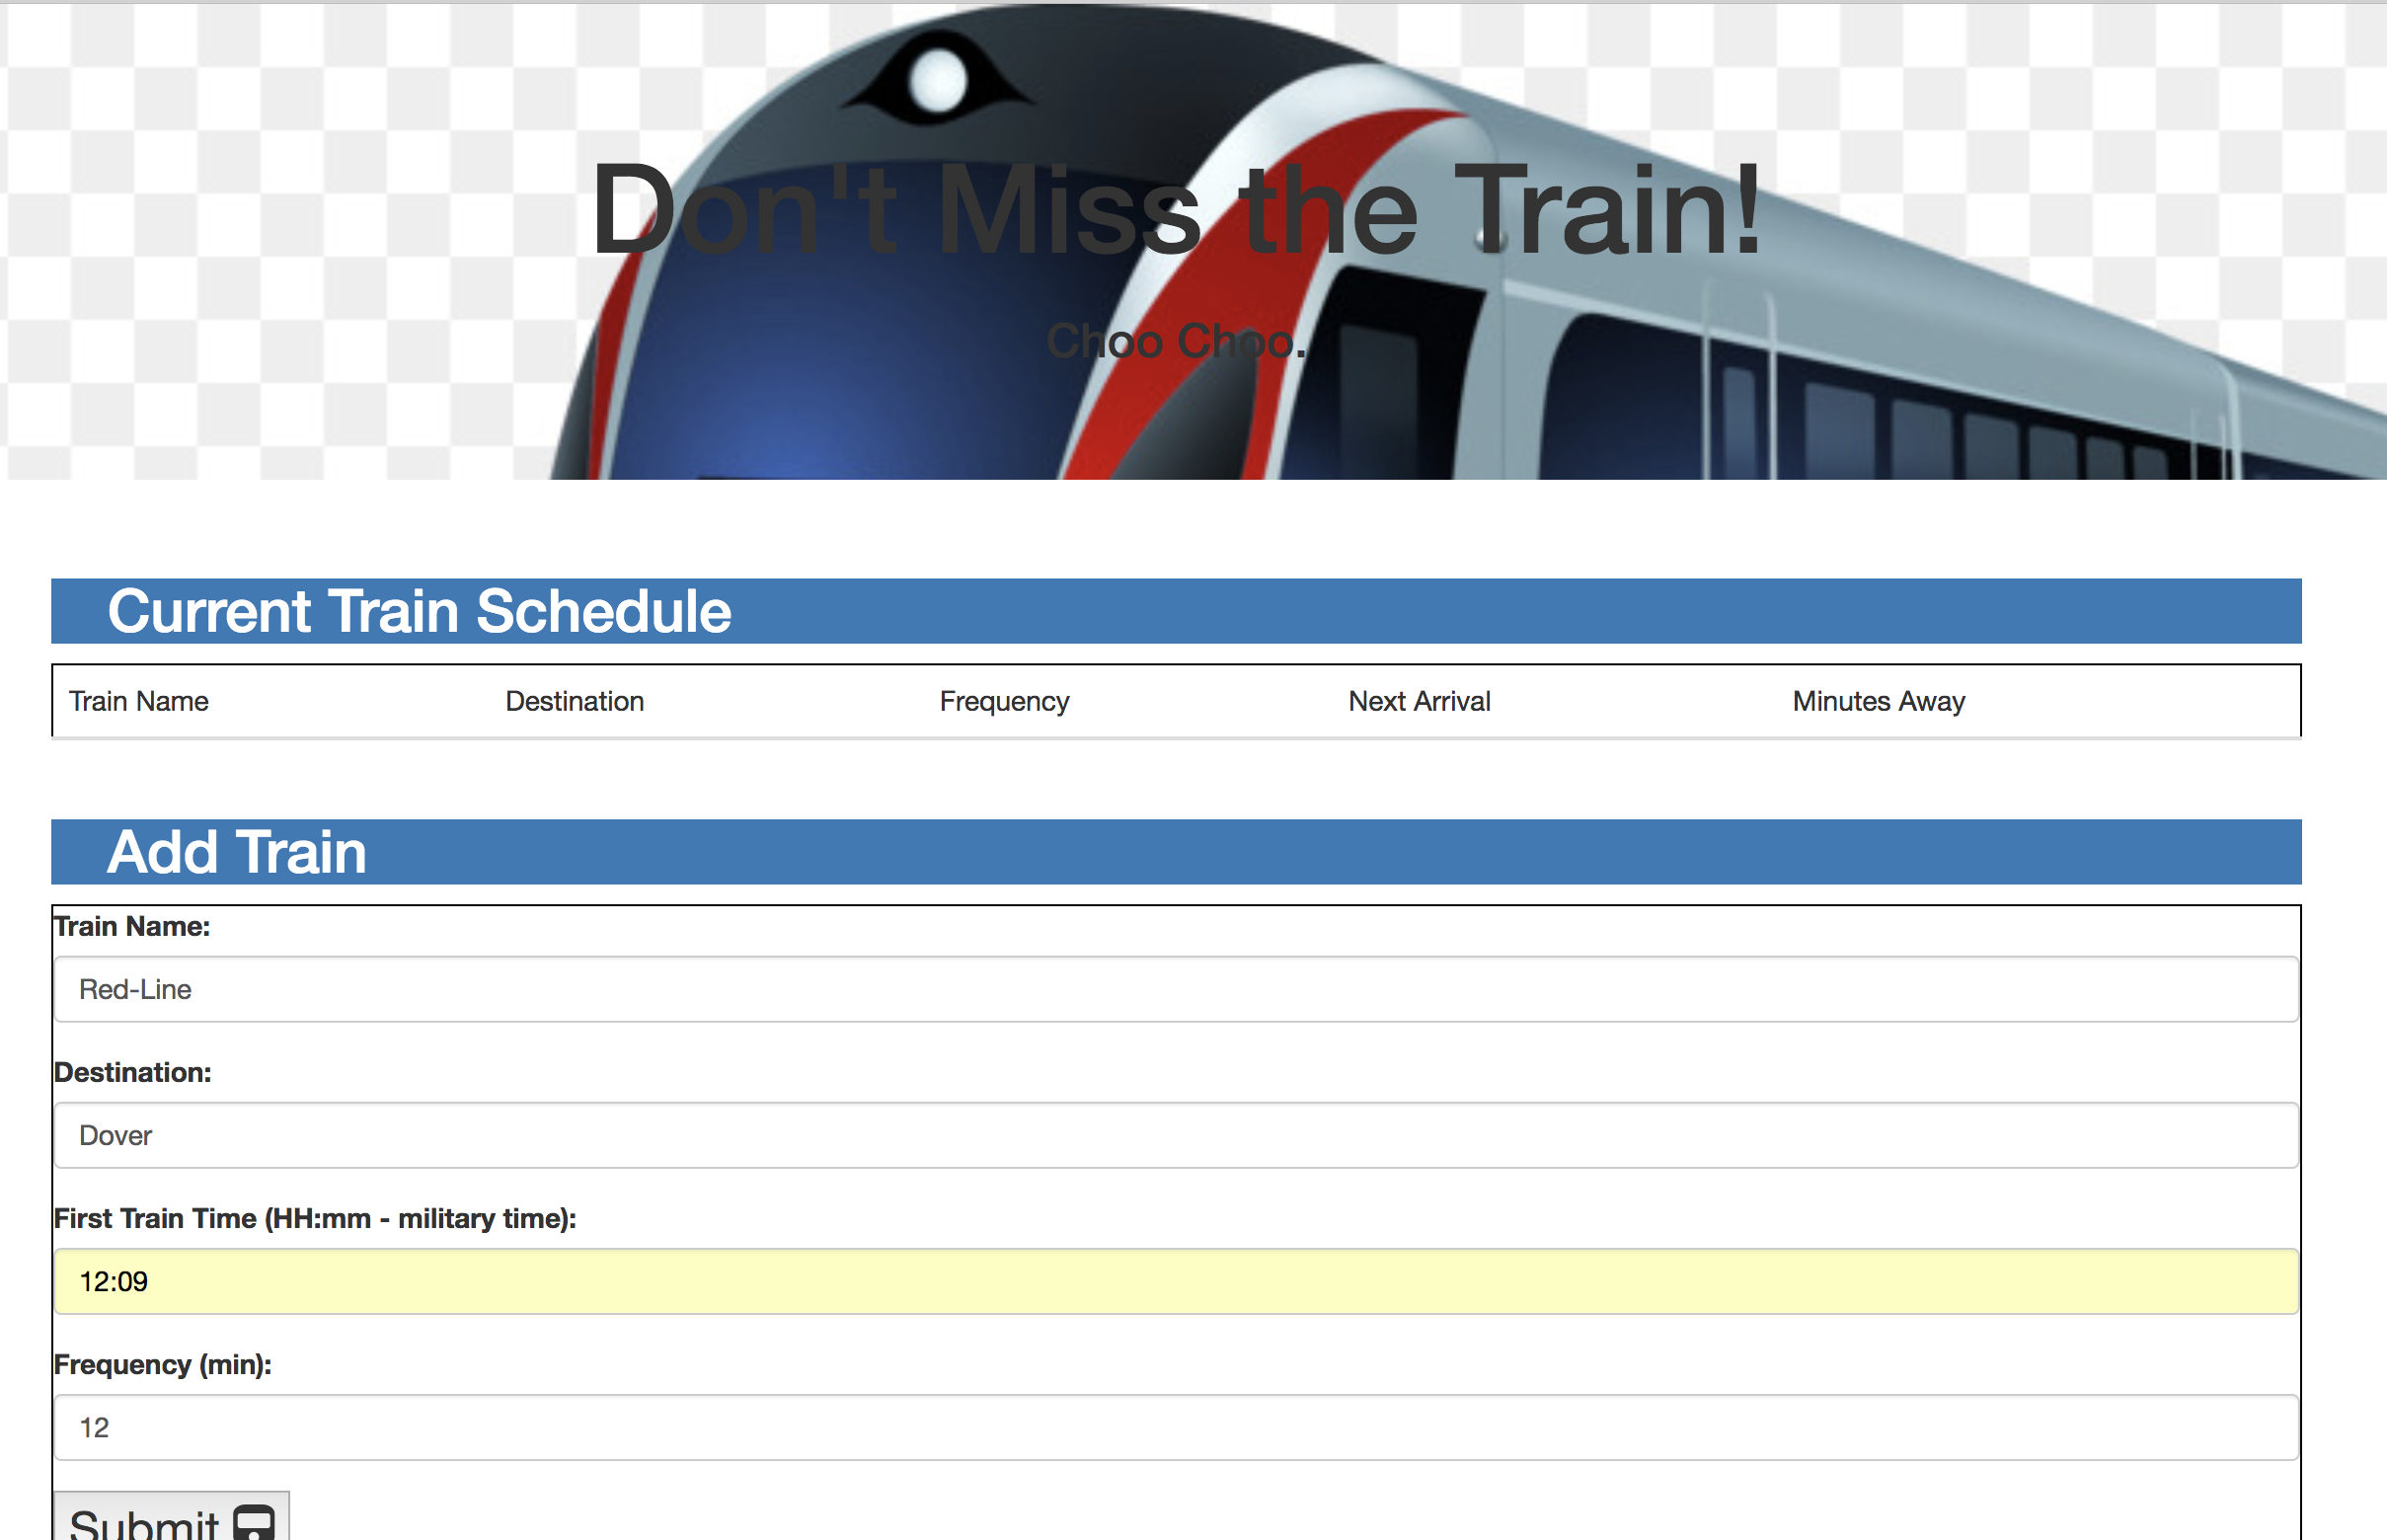 Don't Miss the Train!
Choo Choo.
Current Train Schedule
Train Name Destination Frequency Next Arrival Minutes Away
Add Train
Train Name:
Red-Line
Destination:
Dover
First Train Time (HH:mm - military time):
12:09
Frequency (min):
12
Submit